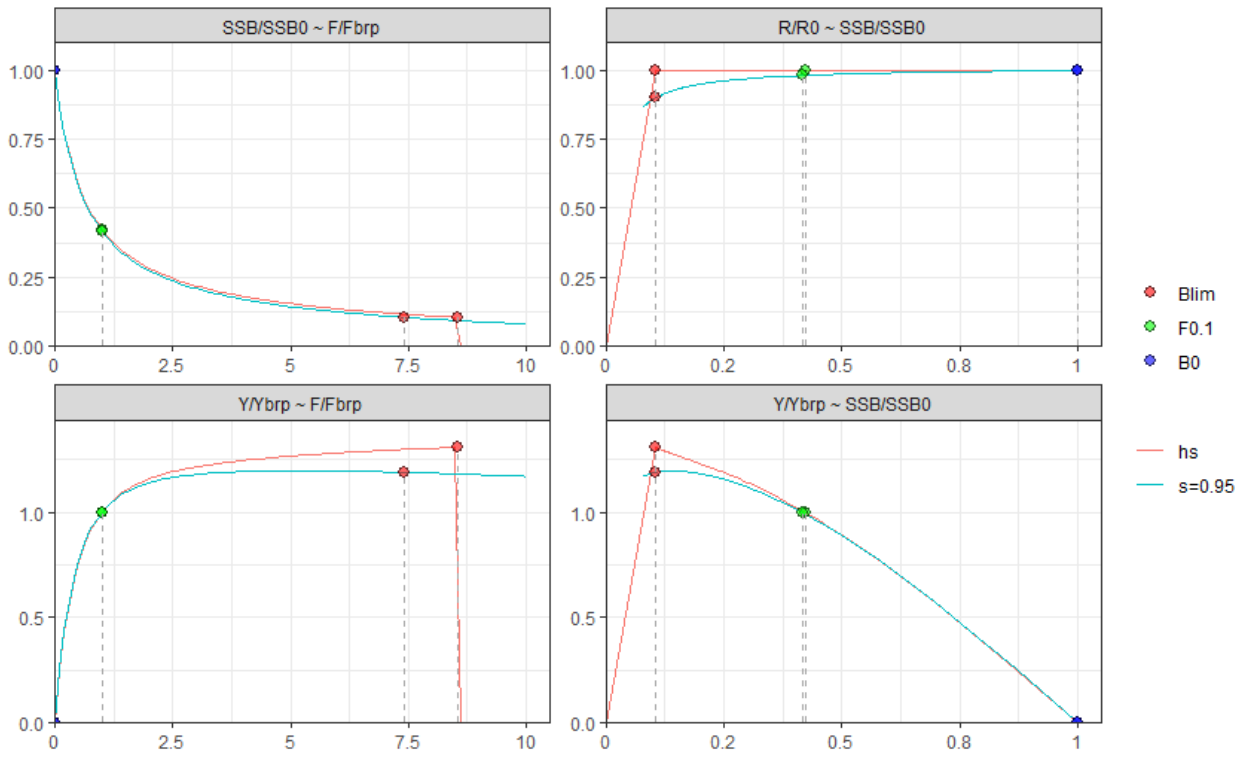 SSB/SSB0 ~ F/Fbrp
R/R0 ~ SSB/SSB0
1.00
0.75
0.50
0.25
0.00
0 2.5 5 7.5 10
1.00
0.75
0.50
0.25
0.00
0 0.2 0.5 0.8 1
Y/Ybrp ~ F/Fbrp
Y/Ybrp ~ SSB/SSB0
1.0
0.5
0.0
0 2.5 5 7.5 10
1.0
0.5
0.0
0 0.2 0.5 0.8 1
Blim
F0.1
B0
hs
s=0.95